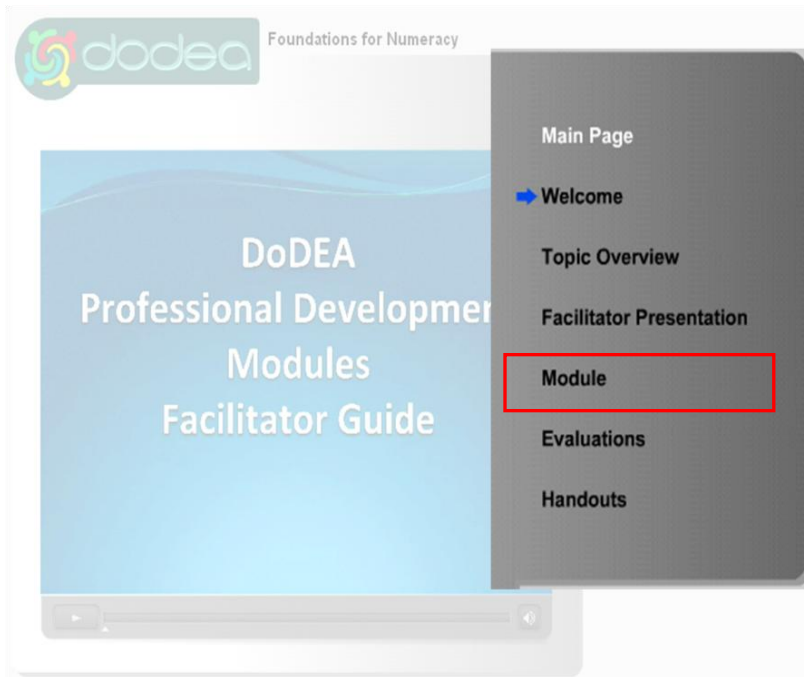 dodea
Foundations for Numeracy
DoDEA
Professional Developmen
Modules
Facilitator Guide
Main Page
Welcome
Topic Overview
Facilitator Presentation
Module
Evaluations
Handouts